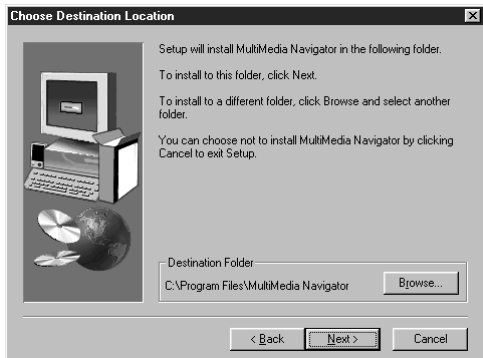 Choose Destination Location
Setup will install MultiMedia Navigator in the following folder.
To install to this folder, click Next.
To install to a different folder, click Browse and select another
folder.
You can choose not to install MultiMedia Navigator by clicking
Cancel to exit Setup.
Destination Folder
C:\Program Files\MultiMedia Navigator
Browse...
< Back
Next >
Cancel